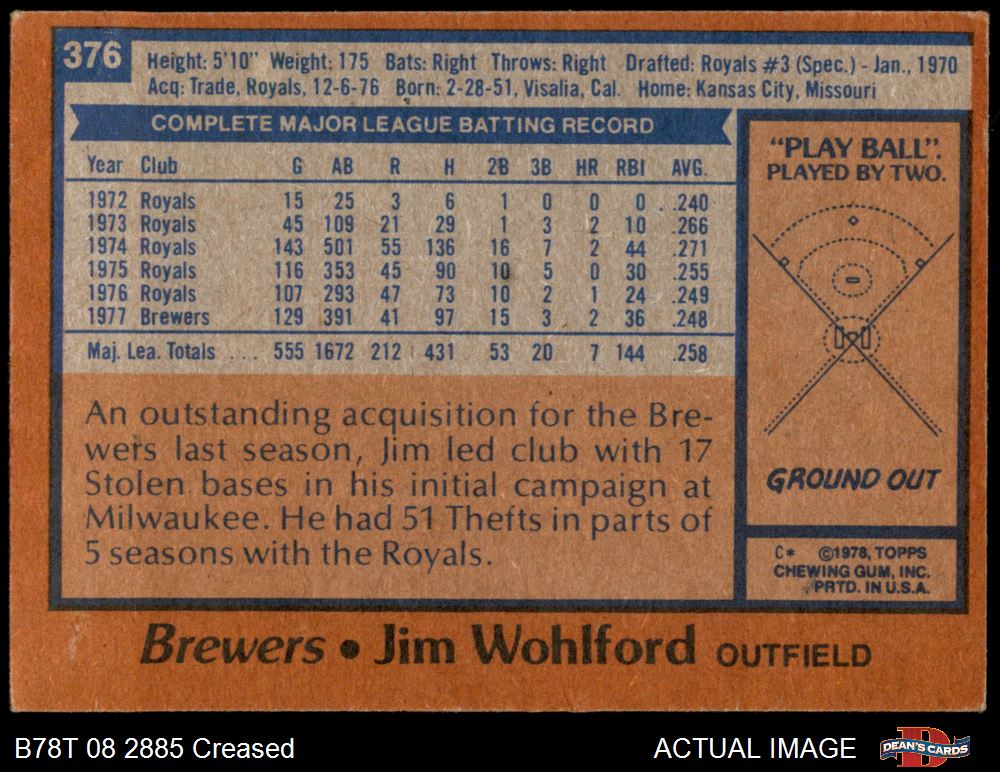 376
Height: 5'10" Weight: 175 Bats: Right Throws: Right Drafted: Royals #3 (Spec.) - Jan., 1970
Acq: Trade, Royals, 12-6-76 Born: 2-28-51, Visalia, Cal. Home: Kansas City, Missouri
COMPLETE MAJOR LEAGUE BATTING RECORD
Year Club G AB R H 2B 3B HR RBI AVG.
1972 Royals 15 25 3 6 1 0 0 0 .240
1973 Royals 45 109 21 29 1 3 2 10 .266
1974 Royals 143 501 55 136 16 7 2 44 .271
1975 Royals 116 353 45 90 10 5 0 30 .255
1976 Royals 107 293 47 73 10 2 1 24 .249
1977 Brewers 129 391 41 97 15 3 2 36 .248
Maj. Lea. Totals .... 555 1672 212 431 53 20 7 144 .258
An outstanding acquisition for the Bre-
wers last season, Jim led club with 17
Stolen bases in his initial campaign at
Milwaukee. He had 51 Thefts in parts of
5 seasons with the Royals.
"PLAY BALL".
PLAYED BY TWO.
GROUND OUT
C* ©1978, TOPPS
CHEWING GUM, INC.
PRTD. IN U.S.A.
Brewers • Jim Wohlford OUTFIELD
B78T 08 2885 Creased
ACTUAL IMAGE
D
DEAN'S CARDS